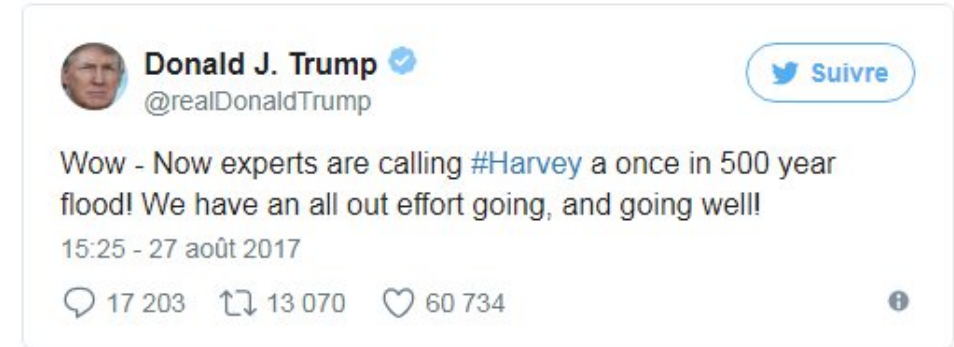 Donald J. Trump
Suivre
@realDonaldTrump
Wow - Now experts are calling #Harvey a once in 500 year
flood! We have an all out effort going, and going well!
15:25 - 27 août 2017
17 203 13 070 60 734